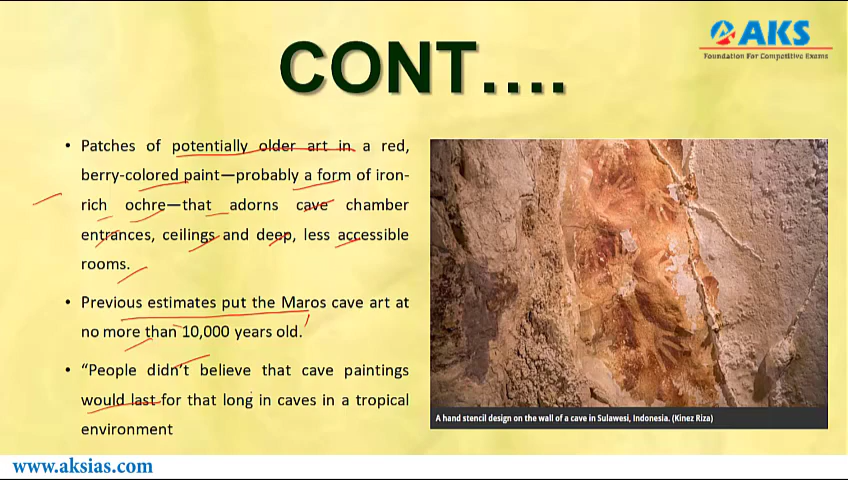 AKS
Foundation For Competitive Exams
CONT....
• Patches of potentially older art in a red,
berry-colored paint—probably a form of iron-
rich ochre—that adorns cave chamber
entrances, ceilings and deep, less accessible
rooms.
• Previous estimates put the Maros cave art at
no more than 10,000 years old.
• “People didn’t believe that cave paintings
would last for that long in caves in a tropical
environment
A hand stencil design on the wall of a cave in Sulawesi, Indonesia. (Kinez Riza)
www.aksias.com